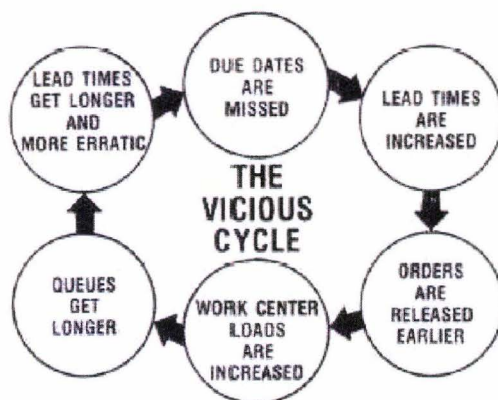 DUE DATES
ARE
MISSED
LEAD TIMES
ARE
INCREASED
ORDERS
ARE
RELEASED
EARLIER
WORK CENTER
LOADS
ARE
INCREASED
QUEUES
GET
LONGER
LEAD TIMES
GET LONGER
AND
MORE ERRATIC
THE
VICIOUS
CYCLE